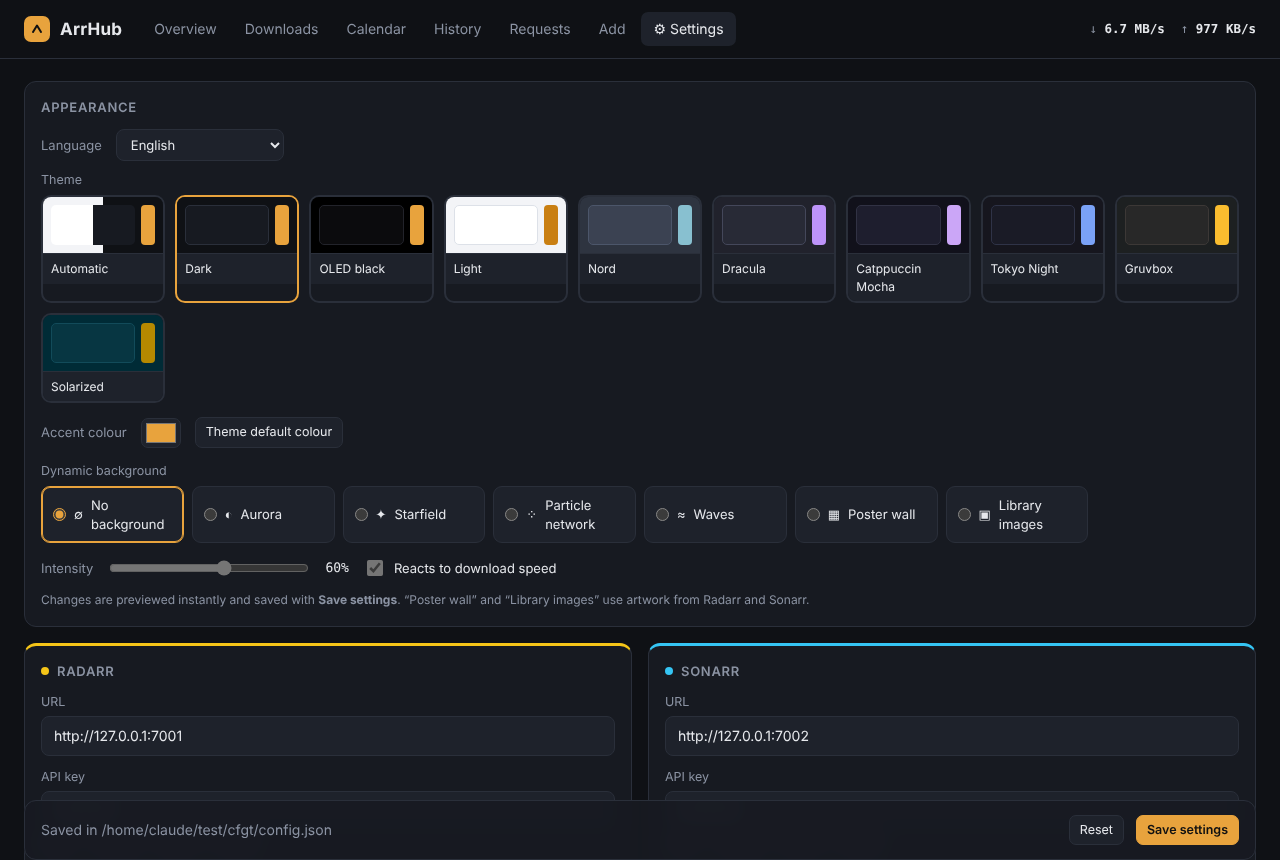 ArrHub Overview Downloads Calendar History Requests Add ⚙ Settings ↓ 6.7 MB/s ↑ 977 KB/s
APPEARANCE
Language English
Theme
Automatic Dark OLED black Light Nord Dracula Catppuccin Mocha Tokyo Night Gruvbox
Solarized
Accent colour Theme default colour
Dynamic background
No background Aurora Starfield Particle network Waves Poster wall Library images
Intensity 60% Reacts to download speed
Changes are previewed instantly and saved with Save settings. “Poster wall” and “Library images” use artwork from Radarr and Sonarr.
RADARR SONARR
URL URL
http://127.0.0.1:7001 http://127.0.0.1:7002
API key API key
Saved in /home/claude/test/cfgt/config.json Reset Save settings